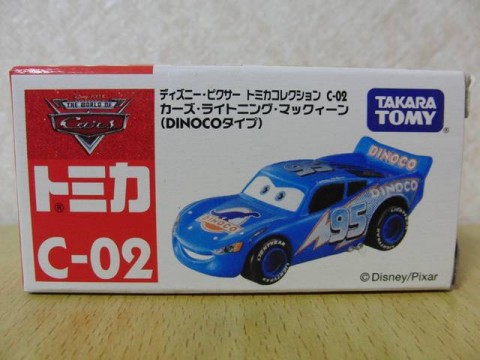 THE WORLD OF
Cars
トミカ
®
C-02
ディズニー・ピクサー トミカコレクション C-02
カーズ・ライトニング・マックィーン
(DINOCOタイプ)
TAKARA
TOMY
DINOCO
DINOCO
95
DINOCO
LIGHTYEAR
©Disney/Pixar